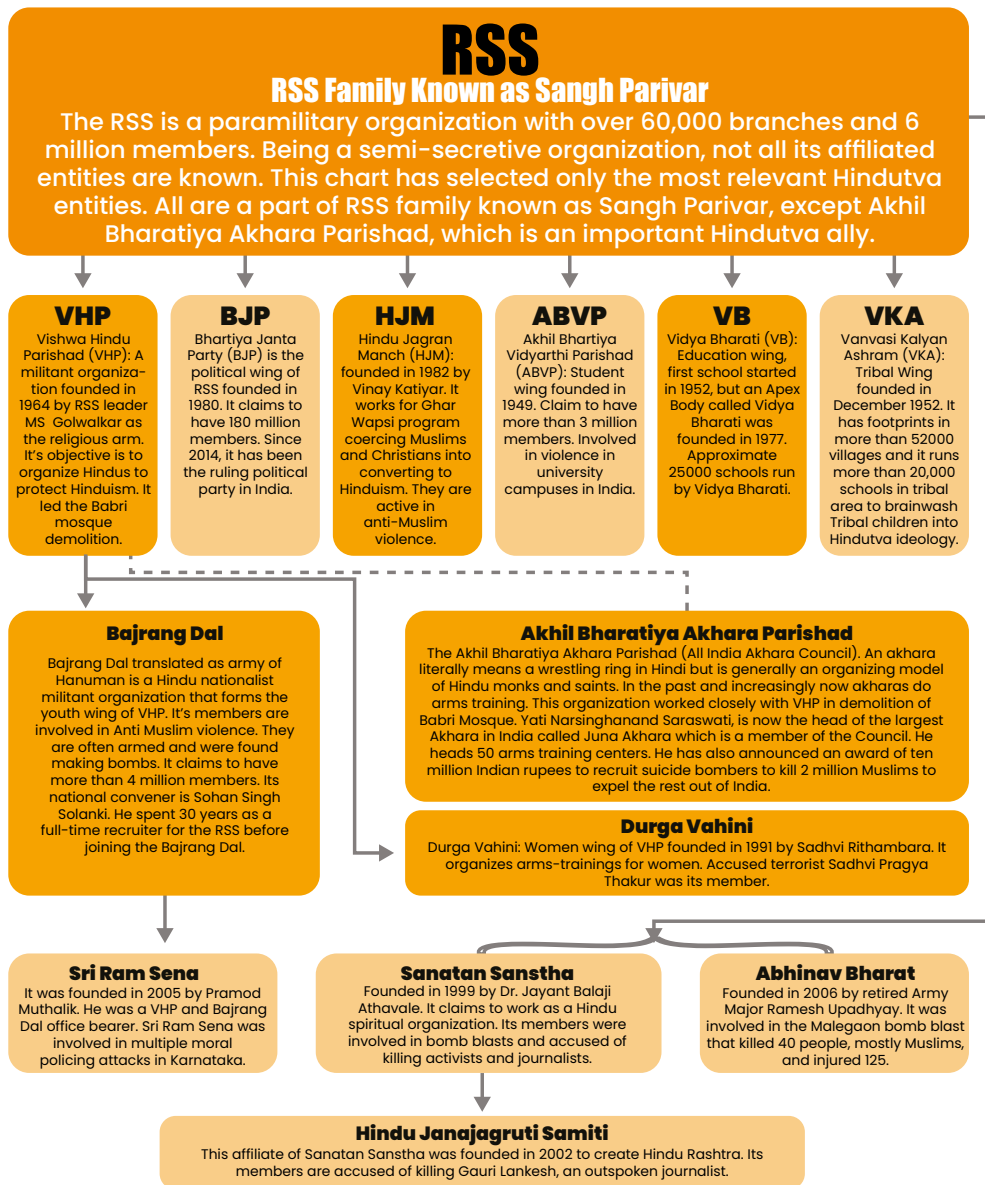 RSS
RSS Family Known as Sangh Parivar
The RSS is a paramilitary organization with over 60,000 branches and 6
million members. Being a semi-secretive organization, not all its affiliated
entities are known. This chart has selected only the most relevant Hindutva
entities. All are a part of RSS family known as Sangh Parivar, except Akhil
Bharatiya Akhara Parishad, which is an important Hindutva ally.
VHP
Vishwa Hindu
Parishad (VHP): A
militant organiza-
tion founded in
1964 by RSS leader
MS Golwalkar as
the religious arm.
It's objective is to
organize Hindus to
protect Hinduism. It
led the Babri
mosque
demolition.
BJP
Bhartiya Janta
Party (BJP) is the
political wing of
RSS founded in
1980. It claims to
have 180 million
members. Since
2014, it has been
the ruling political
party in India.
HJM
Hindu Jagran
Manch (HJM):
founded in 1982 by
Vinay Katiyar. It
works for Ghar
Wapsi program
coercing Muslims
and Christians into
converting to
Hinduism. They are
active in
anti-Muslim
violence.
ABVP
Akhil Bhartiya
Vidyarthi Parishad
(ABVP): Student
wing founded in
1949. Claim to have
more than 3 million
members. Involved
in violence in
university
campuses in India.
VB
Vidya Bharati (VB):
Education wing,
first school started
in 1952, but an Apex
Body called Vidya
Bharati was
founded in 1977.
Approximate
25000 schools run
by Vidya Bharati.
VKA
Vanvasi Kalyan
Ashram (VKA):
Tribal Wing
founded in
December 1952. It
has footprints in
more than 52000
villages and it runs
more than 20,000
schools in tribal
area to brainwash
Tribal children into
Hindutva ideology.
Bajrang Dal
Bajrang Dal translated as army of
Hanuman is a Hindu nationalist
militant organization that forms the
youth wing of VHP. It's members are
involved in Anti Muslim violence. They
are often armed and were found
making bombs. It claims to have
more than 4 million members. Its
national convener is Sohan Singh
Solanki. He spent 30 years as a
full-time recruiter for the RSS before
joining the Bajrang Dal.
Akhil Bharatiya Akhara Parishad
The Akhil Bharatiya Akhara Parishad (All India Akhara Council). An akhara
literally means a wrestling ring in Hindi but is generally an organizing model
of Hindu monks and saints. In the past and increasingly now akharas do
arms training. This organization worked closely with VHP in demolition of
Babri Mosque. Yati Narsinghanand Saraswati, is now the head of the largest
Akhara in India called Juna Akhara which is a member of the Council. He
heads 50 arms training centers. He has also announced an award of ten
million Indian rupees to recruit suicide bombers to kill 2 million Muslims to
expel the rest out of India.
Durga Vahini
Durga Vahini: Women wing of VHP founded in 1991 by Sadhvi Rithambara. It
organizes arms-trainings for women. Accused terrorist Sadhvi Pragya
Thakur was its member.
Sri Ram Sena
It was founded in 2005 by Pramod
Muthalik. He was a VHP and Bajrang
Dal office bearer. Sri Ram Sena was
involved in multiple moral
policing attacks in Karnataka.
Sanatan Sanstha
Founded in 1999 by Dr. Jayant Balaji
Athavale. It claims to work as a Hindu
spiritual organization. Its members were
involved in bomb blasts and accused of
killing activists and journalists.
Abhinav Bharat
Founded in 2006 by retired Army
Major Ramesh Upadhyay. It was
involved in the Malegaon bomb blast
that killed 40 people, mostly Muslims,
and injured 125.
Hindu Janajagruti Samiti
This affiliate of Sanatan Sanstha was founded in 2002 to create Hindu Rashtra. Its
members are accused of killing Gauri Lankesh, an outspoken journalist.